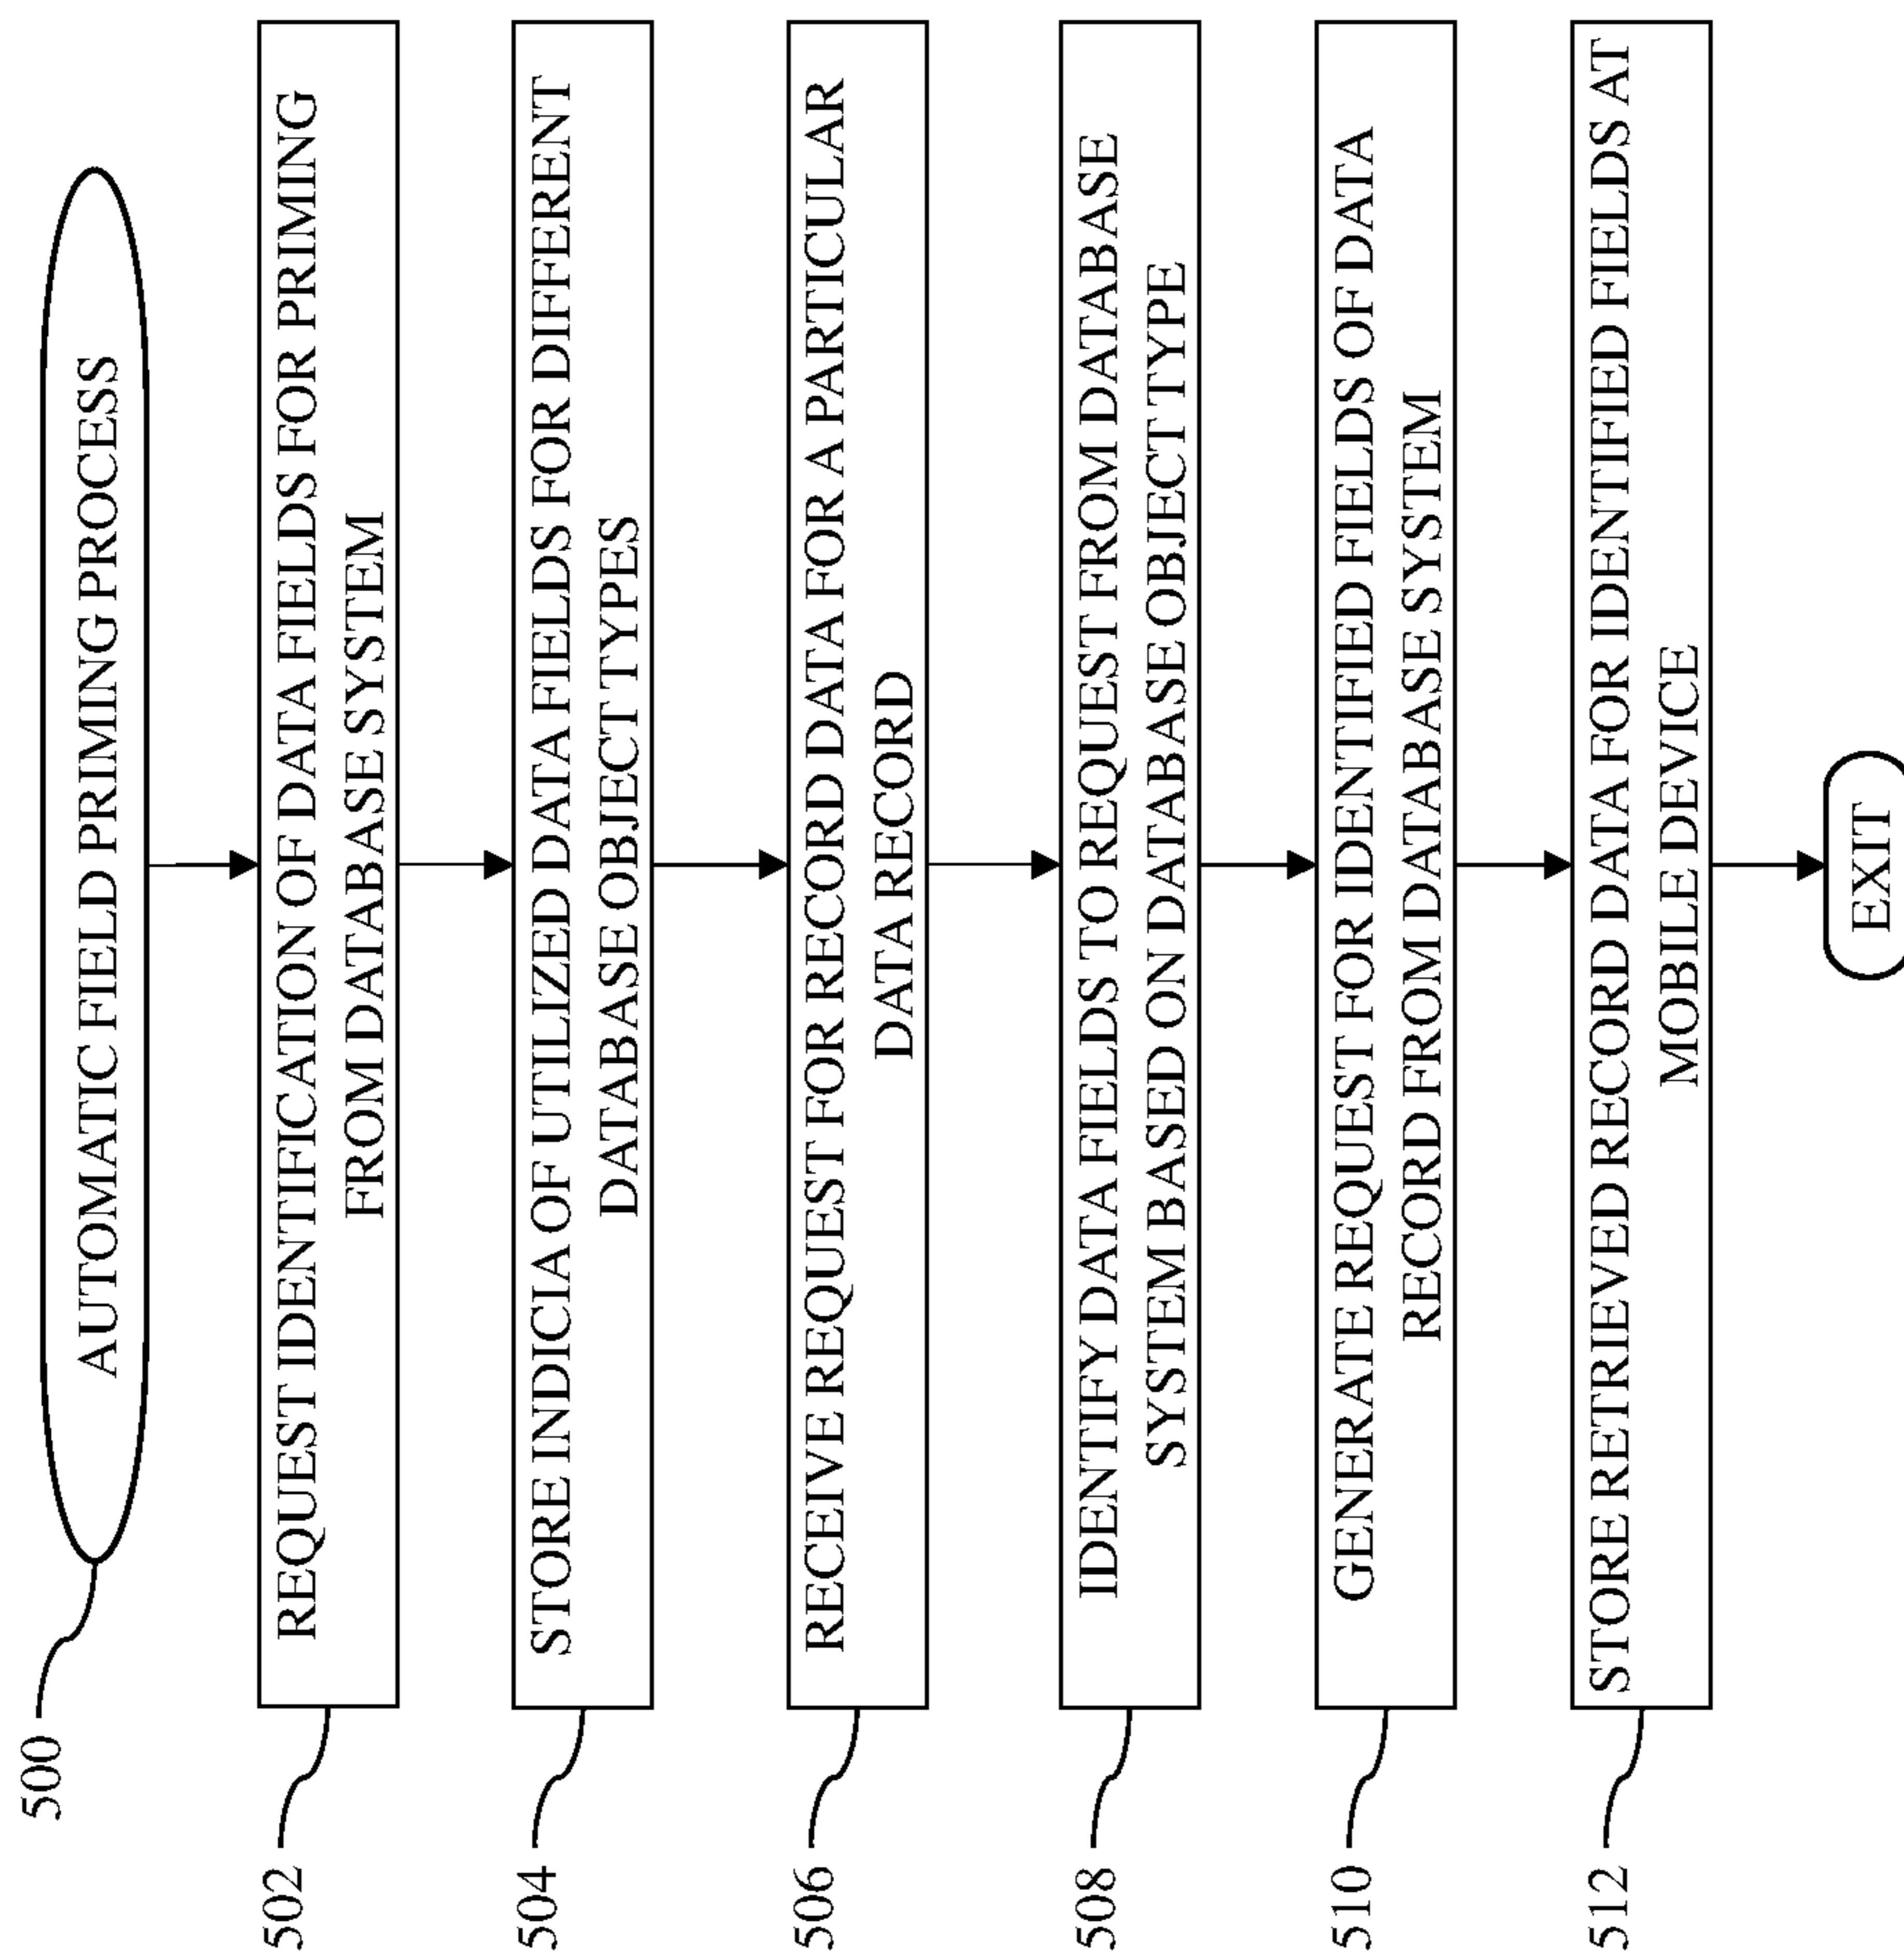 500
AUTOMATIC FIELD PRIMING PROCESS
502
REQUEST IDENTIFICATION OF DATA FIELDS FOR PRIMING
FROM DATABASE SYSTEM
504
STORE INDICIA OF UTILIZED DATA FIELDS FOR DIFFERENT
DATABASE OBJECT TYPES
506
RECEIVE REQUEST FOR RECORD DATA FOR A PARTICULAR
DATA RECORD
508
IDENTIFY DATA FIELDS TO REQUEST FROM DATABASE
SYSTEM BASED ON DATABASE OBJECT TYPE
510
GENERATE REQUEST FOR IDENTIFIED FIELDS OF DATA
RECORD FROM DATABASE SYSTEM
512
STORE RETRIEVED RECORD DATA FOR IDENTIFIED FIELDS AT
MOBILE DEVICE
EXIT